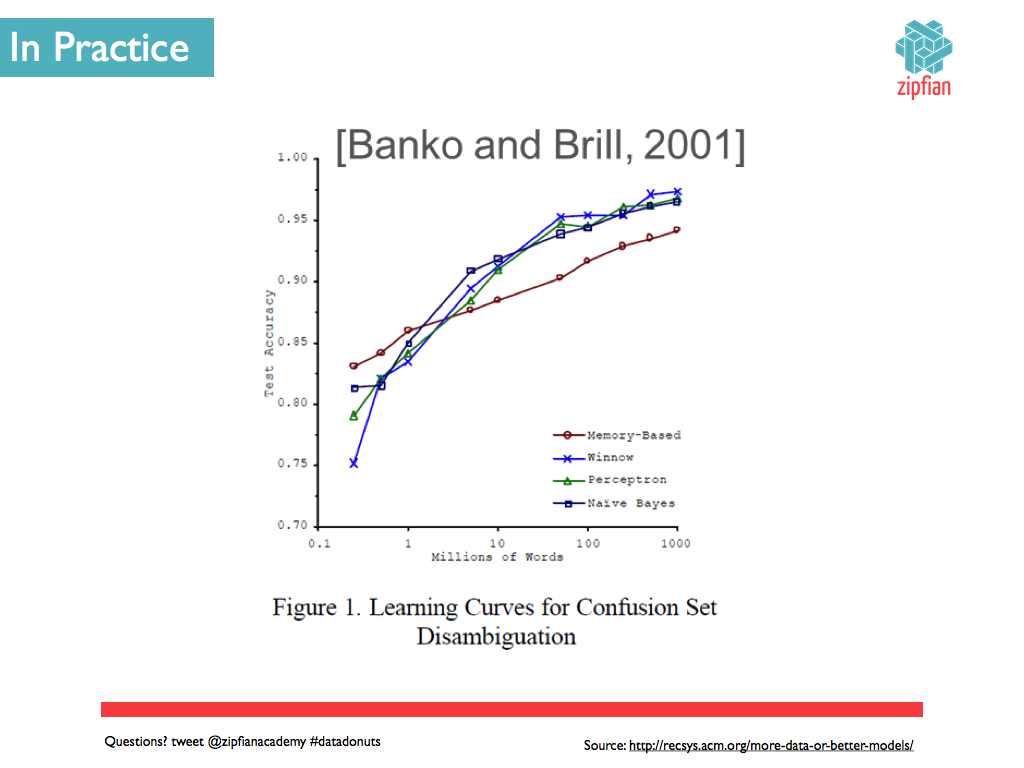 In Practice
zipfian
[Banko and Brill, 2001]
1.00
0.95
0.90
0.85
0.80
0.75
0.70
Test Accuracy
Memory-Based
Winnow
Perceptron
Naïve Bayes
0.1 1 10 100 1000
Millions of Words
Figure 1. Learning Curves for Confusion Set
Disambiguation
Questions? tweet @zipfianacademy #datadonuts
Source: http://recsys.acm.org/more-data-or-better-models/